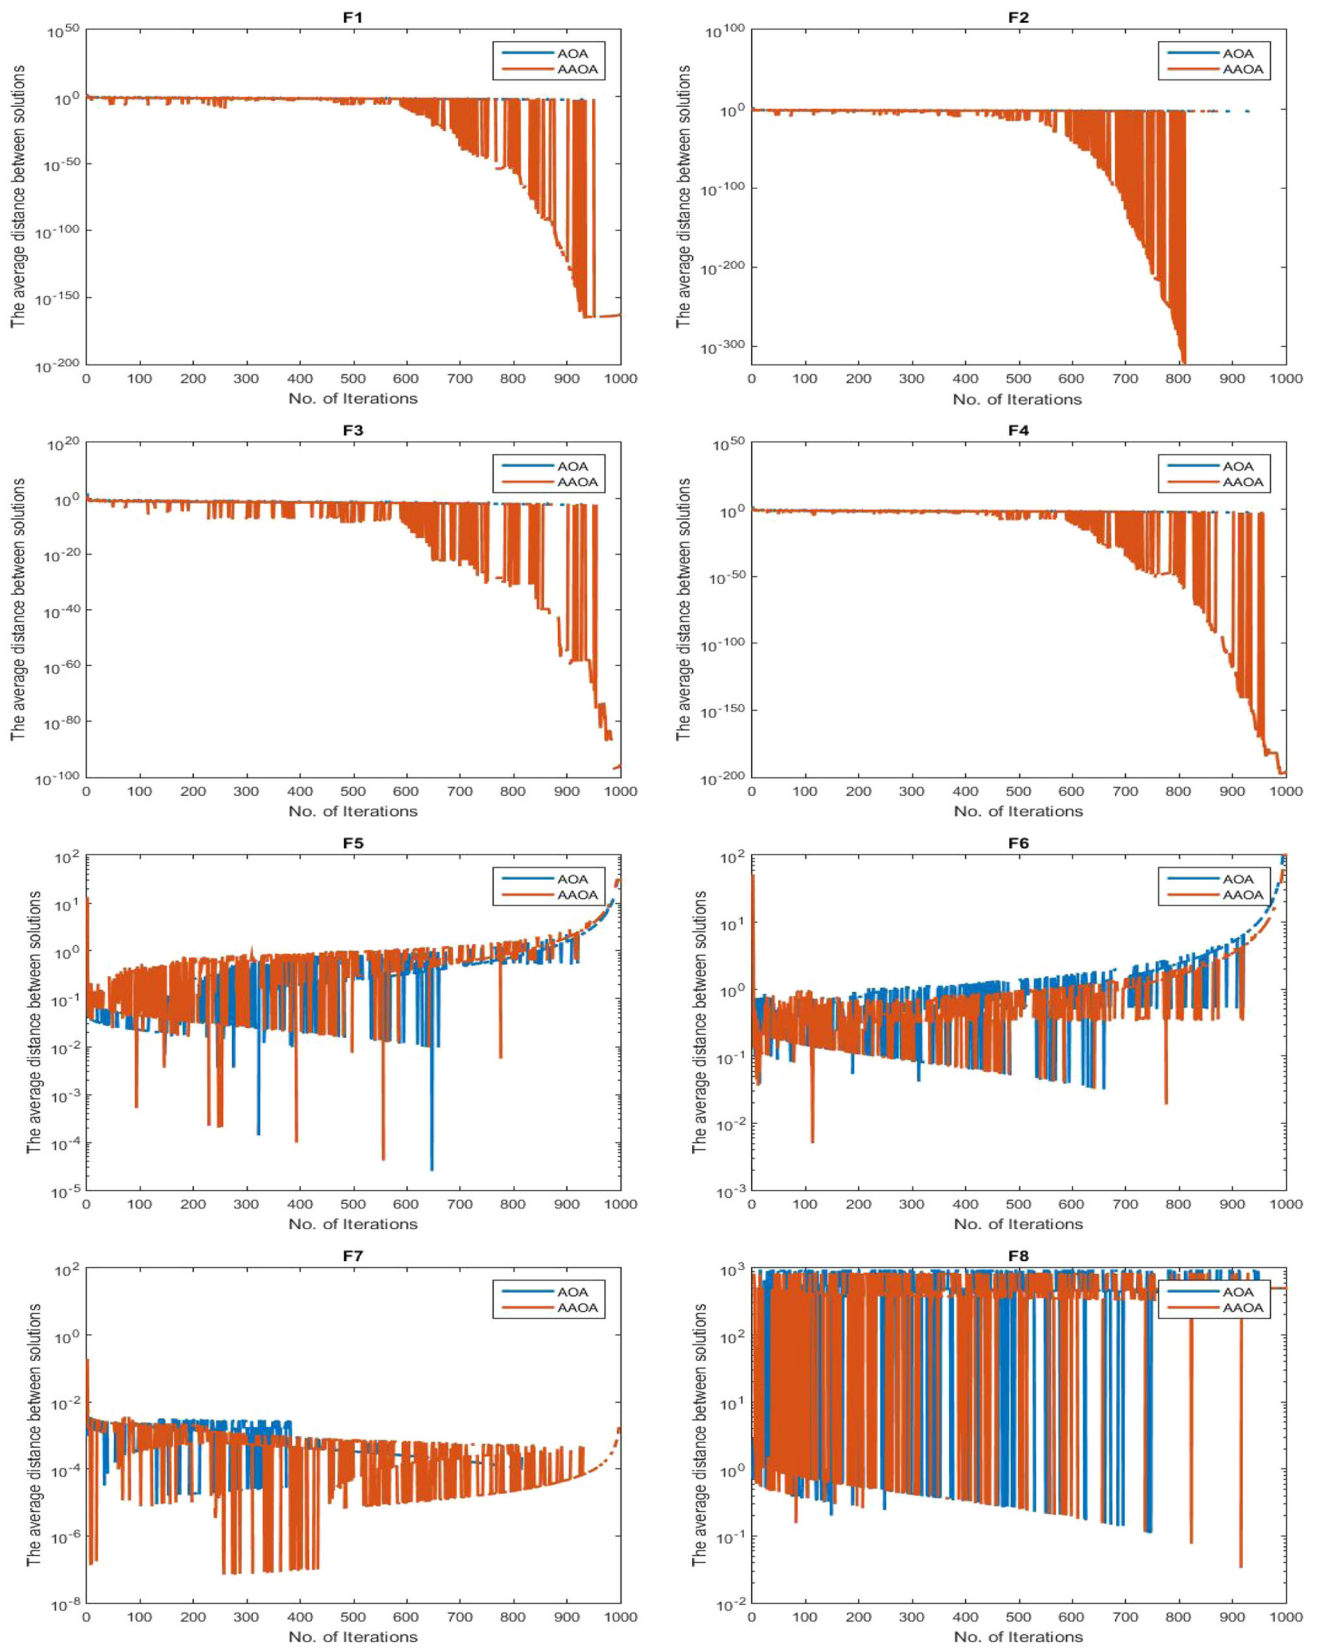 F1
10^50
10^0
10^-50
10^-100
10^-150
10^-200
The average distance between solutions
AOA
AAOA
0 100 200 300 400 500 600 700 800 900 1000
No. of Iterations
F2
10^100
10^0
10^-100
10^-200
10^-300
The average distance between solutions
AOA
AAOA
0 100 200 300 400 500 600 700 800 900 1000
No. of Iterations
F3
10^20
10^0
10^-20
10^-40
10^-60
10^-80
10^-100
The average distance between solutions
AOA
AAOA
0 100 200 300 400 500 600 700 800 900 1000
No. of Iterations
F4
10^50
10^0
10^-50
10^-100
10^-150
10^-200
The average distance between solutions
AOA
AAOA
0 100 200 300 400 500 600 700 800 900 1000
No. of Iterations
F5
10^2
10^1
10^0
10^-1
10^-2
10^-3
10^-4
10^-5
The average distance between solutions
AOA
AAOA
0 100 200 300 400 500 600 700 800 900 1000
No. of Iterations
F6
10^2
10^1
10^0
10^-1
10^-2
10^-3
The average distance between solutions
AOA
AAOA
0 100 200 300 400 500 600 700 800 900 1000
No. of Iterations
F7
10^2
10^0
10^-2
10^-4
10^-6
10^-8
The average distance between solutions
AOA
AAOA
0 100 200 300 400 500 600 700 800 900 1000
No. of Iterations
F8
10^3
10^2
10^1
10^0
10^-1
10^-2
The average distance between solutions
AOA
AAOA
0 100 200 300 400 500 600 700 800 900 1000
No. of Iterations